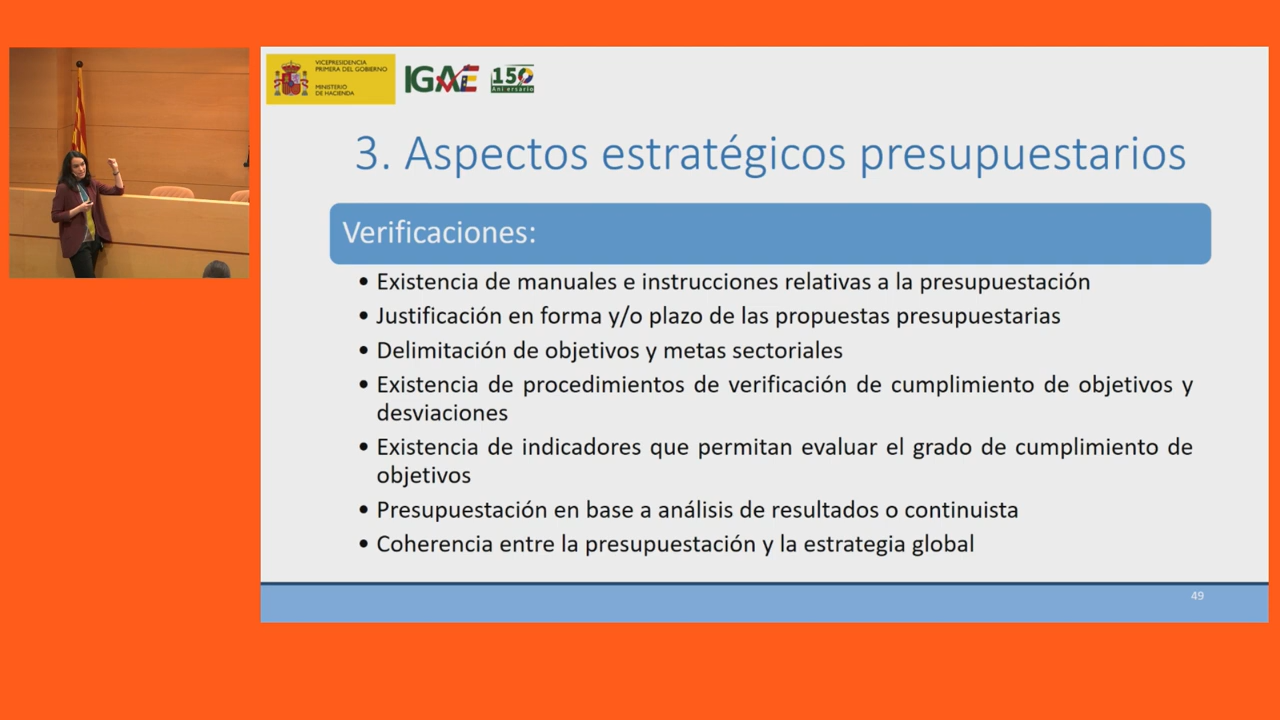 VICEPRESIDENCIA
PRIMERA DEL GOBIERNO
MINISTERIO
DE HACIENDA
IGAE
150
Aniversario
3. Aspectos estratégicos presupuestarios
Verificaciones:
• Existencia de manuales e instrucciones relativas a la presupuestación
• Justificación en forma y/o plazo de las propuestas presupuestarias
• Delimitación de objetivos y metas sectoriales
• Existencia de procedimientos de verificación de cumplimiento de objetivos y
desviaciones
• Existencia de indicadores que permitan evaluar el grado de cumplimiento de
objetivos
• Presupuestación en base a análisis de resultados o continuista
• Coherencia entre la presupuestación y la estrategia global
49